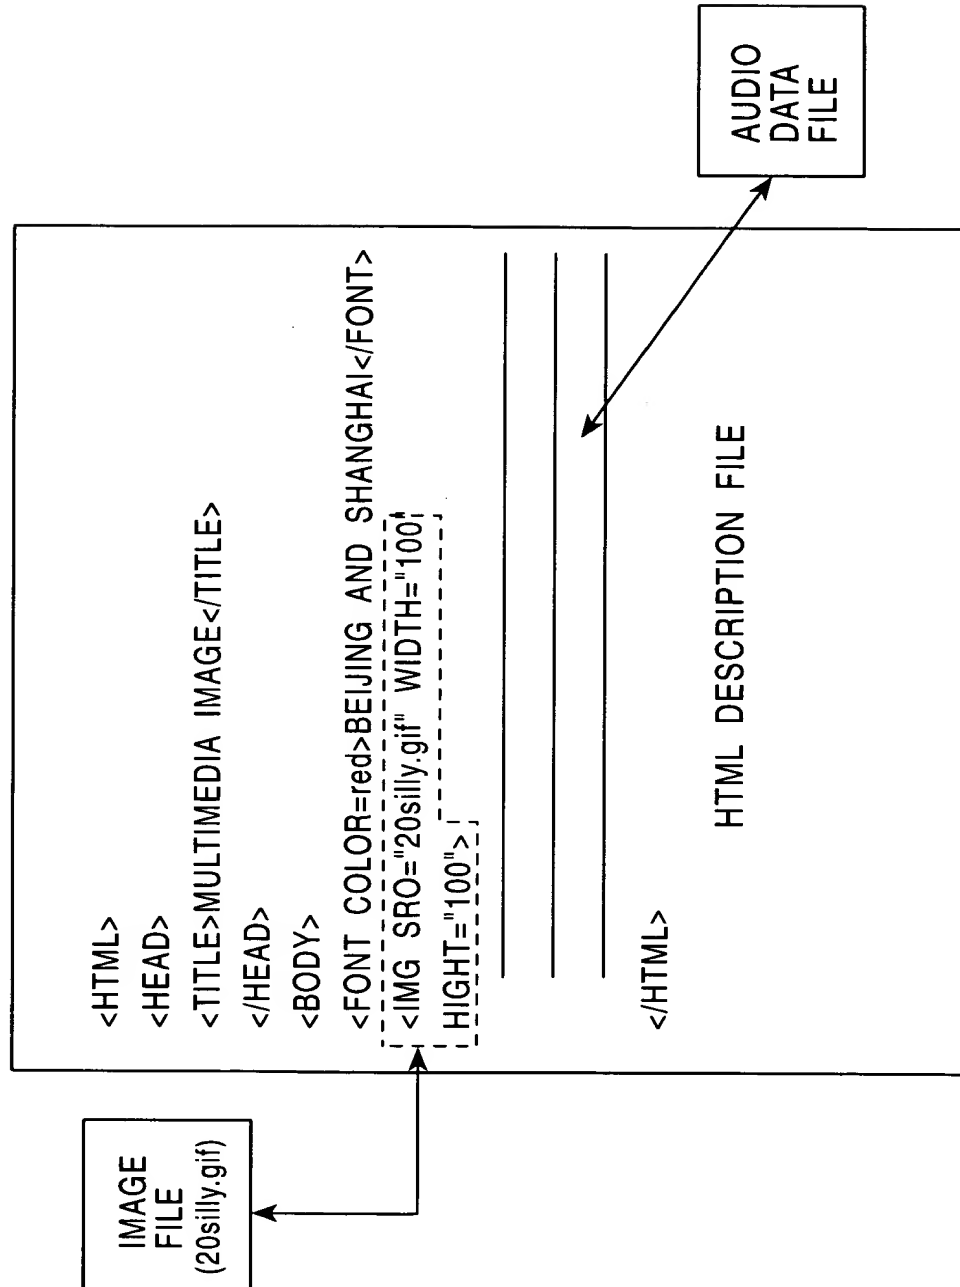 IMAGE
FILE
(20silly.gif)
<HTML>
<HEAD>
<TITLE>MULTIMEDIA IMAGE</TITLE>
</HEAD>
<BODY>
<FONT COLOR=red>BEIJING AND SHANGHAI</FONT>
<IMG SRO="20silly.gif" WIDTH="100"
HIGHT="100">
</HTML>
HTML DESCRIPTION FILE
AUDIO
DATA
FILE